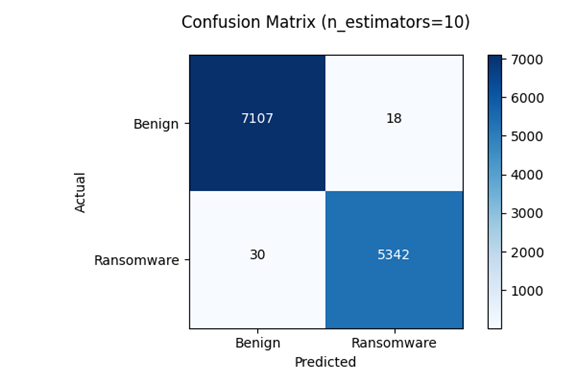 Confusion Matrix (n_estimators=10)
Actual
Benign
7107
18
Ransomware
30
5342
Benign
Ransomware
Predicted
7000
6000
5000
4000
3000
2000
1000